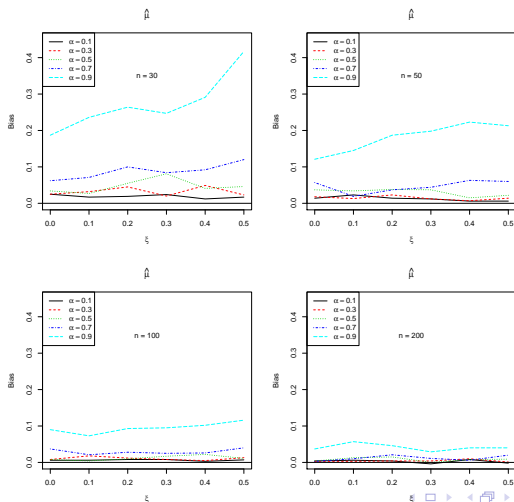 μ̂
α = 0.1
α = 0.3
α = 0.5
α = 0.7
α = 0.9
n = 30
Bias
0.0 0.1 0.2 0.3 0.4
0.0 0.1 0.2 0.3 0.4 0.5
ξ
μ̂
α = 0.1
α = 0.3
α = 0.5
α = 0.7
α = 0.9
n = 50
Bias
0.0 0.1 0.2 0.3 0.4
0.0 0.1 0.2 0.3 0.4 0.5
ξ
μ̂
α = 0.1
α = 0.3
α = 0.5
α = 0.7
α = 0.9
n = 100
Bias
0.0 0.1 0.2 0.3 0.4
0.0 0.1 0.2 0.3 0.4 0.5
ξ
μ̂
α = 0.1
α = 0.3
α = 0.5
α = 0.7
α = 0.9
n = 200
Bias
0.0 0.1 0.2 0.3 0.4
0.0 0.1 0.2 0.3 0.4 0.5
ξ